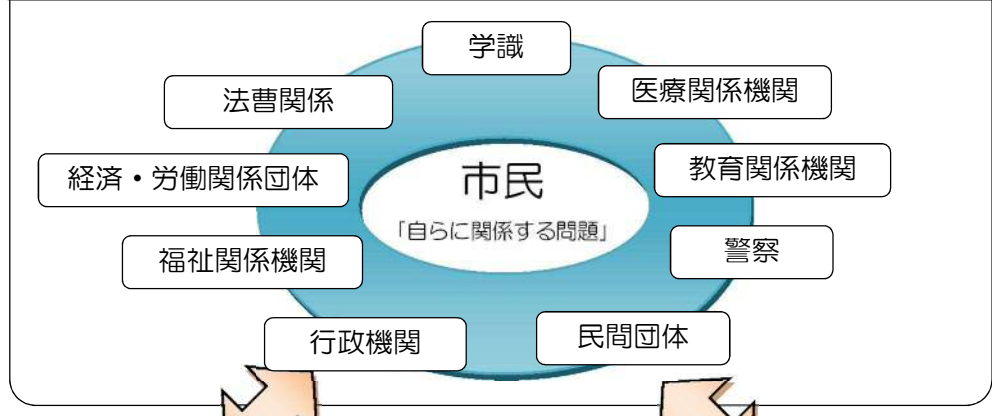 学識
法曹関係
医療関係機関
経済・労働関係団体
教育関係機関
市民
「自らに関係する問題」
福祉関係機関
警察
行政機関
民間団体